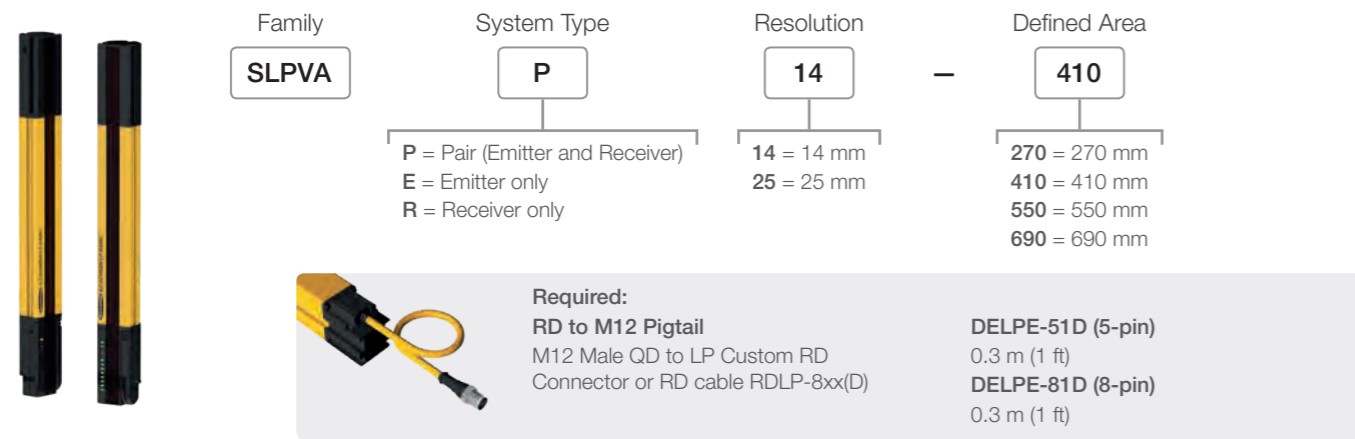 Family
System Type
Resolution
Defined Area
SLPVA
P
14
–
410
P = Pair (Emitter and Receiver)
E = Emitter only
R = Receiver only
14 = 14 mm
25 = 25 mm
270 = 270 mm
410 = 410 mm
550 = 550 mm
690 = 690 mm
Required:
RD to M12 Pigtail
M12 Male QD to LP Custom RD
Connector or RD cable RDLP-8xx(D)
DELPE-51D (5-pin)
0.3 m (1 ft)
DELPE-81D (8-pin)
0.3 m (1 ft)